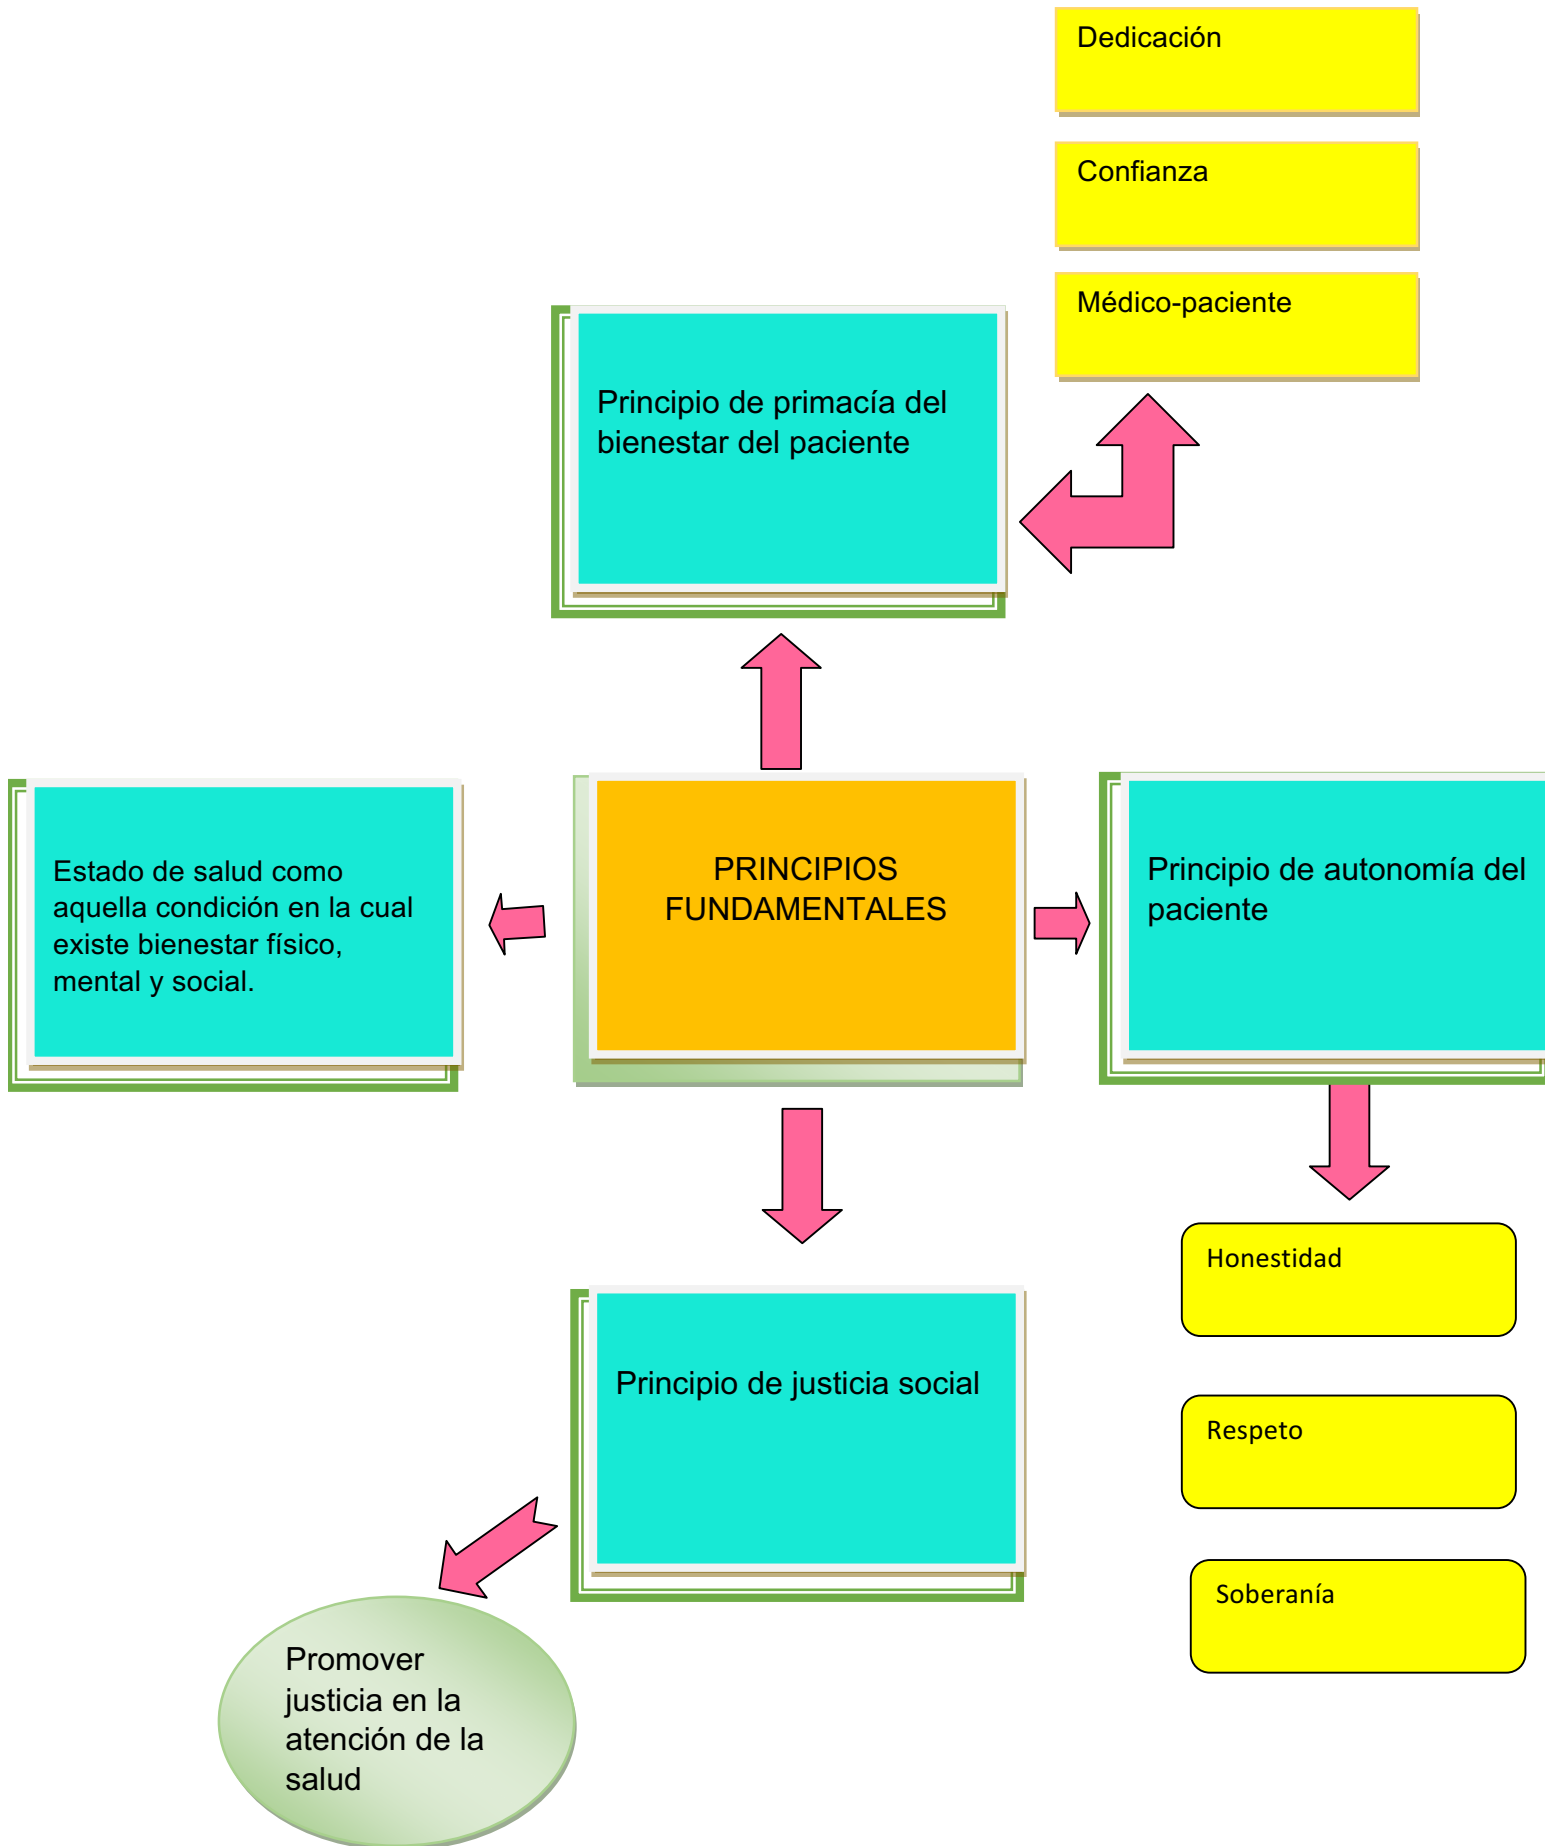 Dedicación
Confianza
Médico-paciente
Principio de primacía del
bienestar del paciente
Estado de salud como
aquella condición en la cual
existe bienestar físico,
mental y social.
PRINCIPIOS
FUNDAMENTALES
Principio de autonomía del
paciente
Honestidad
Respeto
Soberanía
Principio de justicia social
Promover
justicia en la
atención de la
salud